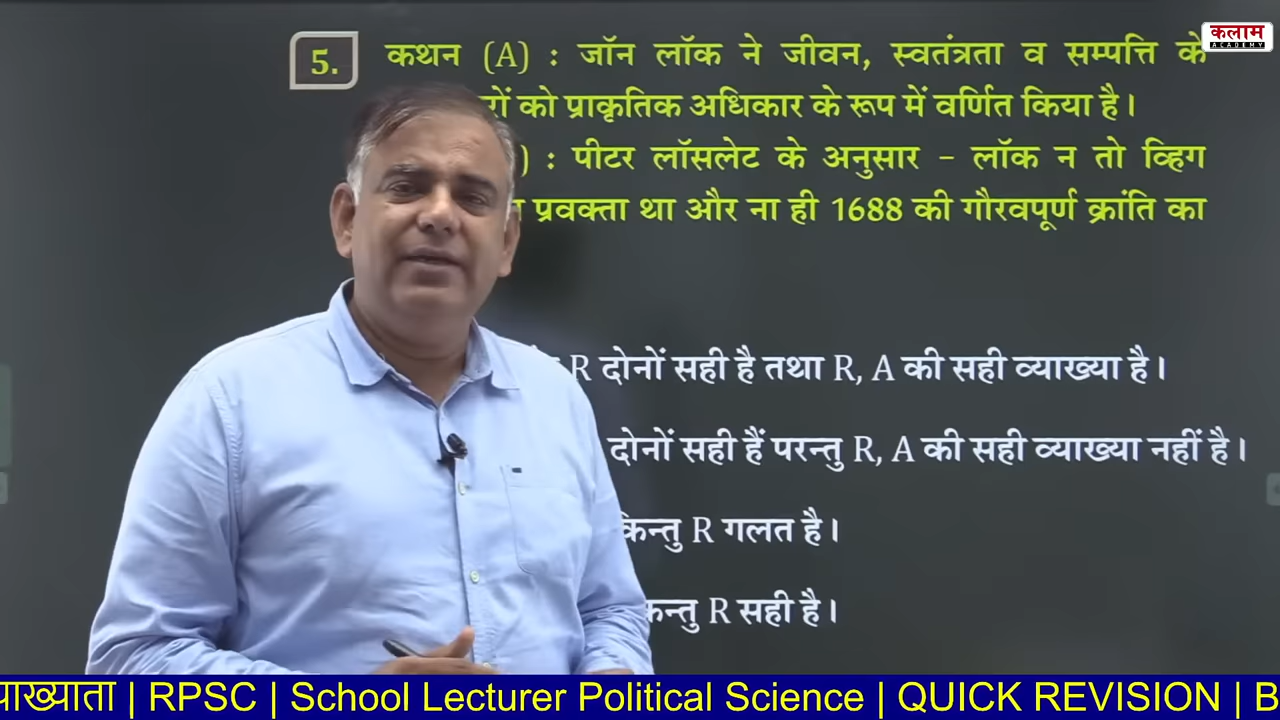 कलाम
ACADEMY
5.
कथन (A) : जॉन लॉक ने जीवन, स्वतंत्रता व सम्पत्ति के
को प्राकृतिक अधिकार के रूप में वर्णित किया है।
) : पीटर लॉसलेट के अनुसार - लॉक न तो व्हिग
प्रवक्ता था और ना ही 1688 की गौरवपूर्ण क्रांति का
R दोनों सही है तथा R, A की सही व्याख्या है।
दोनों सही हैं परन्तु R, A की सही व्याख्या नहीं है।
किन्तु R गलत है।
R सही है।
| RPSC | School Lecturer Political Science | QUICK REVISION | B